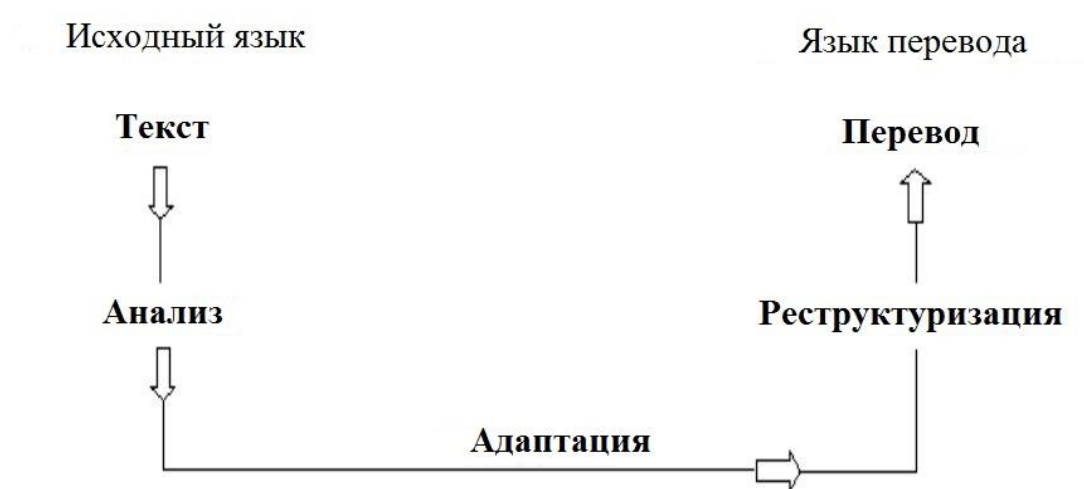 Исходный язык
Язык перевода
Текст
Перевод
Анализ
Реструктуризация
Адаптация